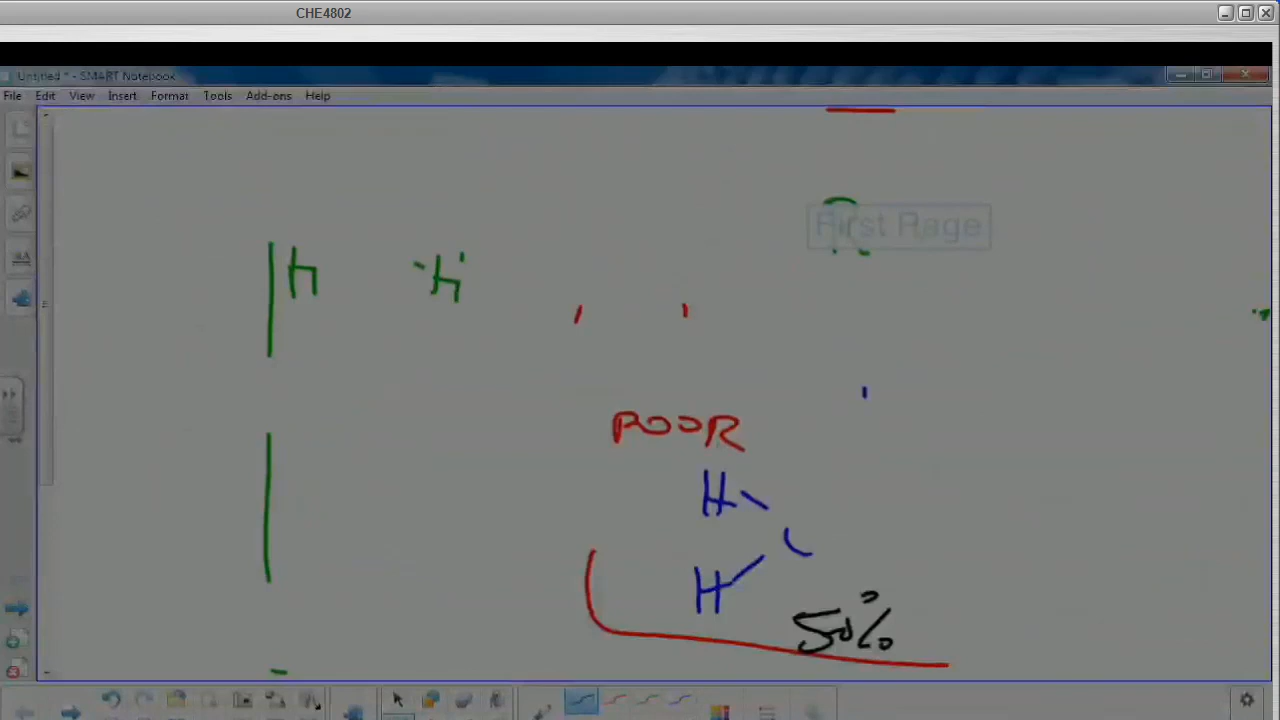 CHE4802
Untitled * - SMART Notebook
File Edit View Insert Format Tools Add-ons Help
First Page
H H
POOR
H
H
50%